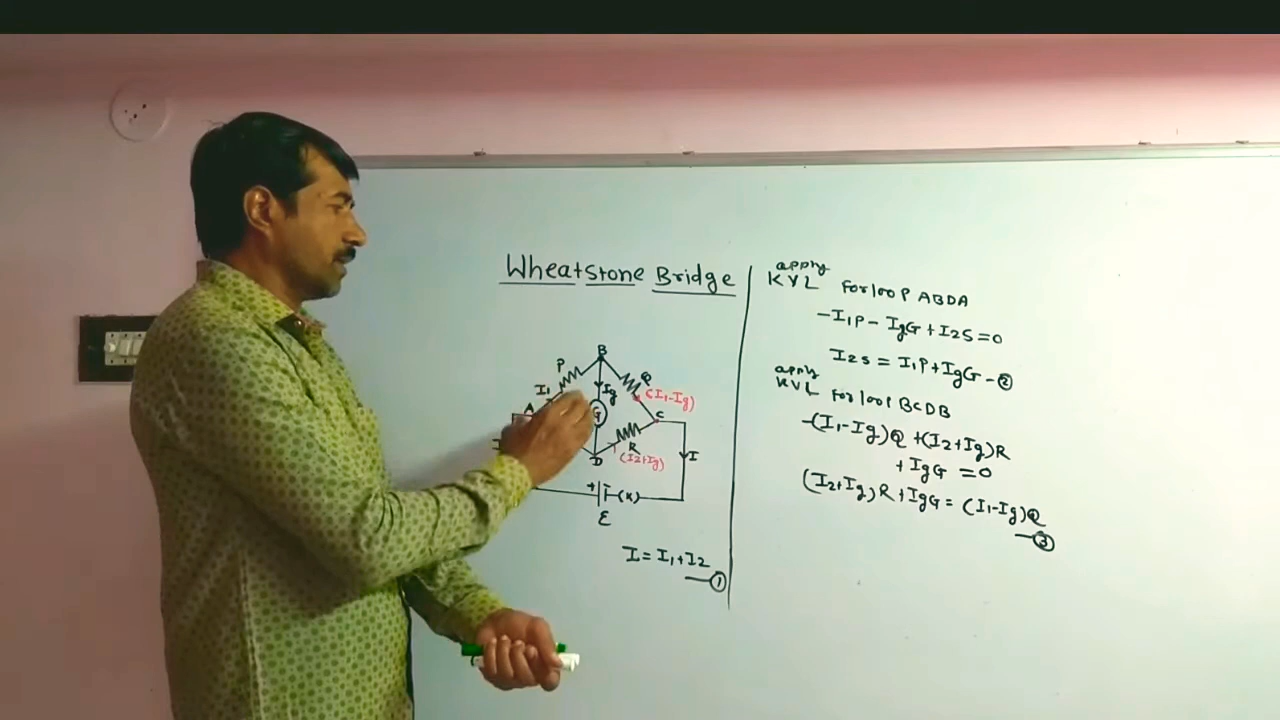 Wheatstone Bridge
B
P
Q
I1
Ig
(I1-Ig)
A
G
C
R
D
(I2+Ig)
I
+ - (K)
E
I = I1+I2
—①
apply
KVL For loop ABDA
-I1P - IgG + I2S = 0
I2S = I1P + IgG - ②
apply
KVL For loop BCDB
-(I1-Ig)Q + (I2+Ig)R
+ IgG = 0
(I2+Ig)R + IgG = (I1-Ig)Q
—③